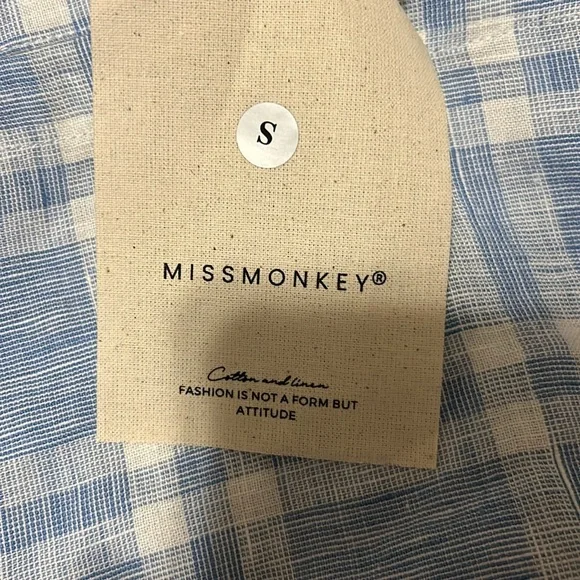 S
MISSMONKEY®
Cotton and linen
FASHION IS NOT A FORM BUT
ATTITUDE